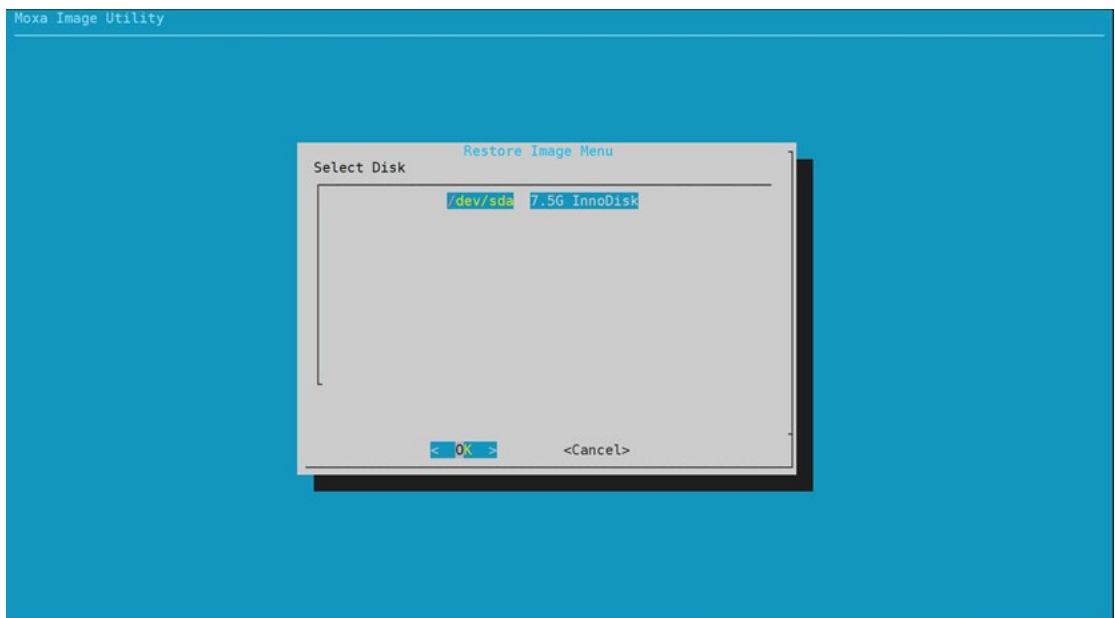 Moxa Image Utility
Restore Image Menu
Select Disk
/dev/sda 7.5G InnoDisk
< OK > <Cancel>